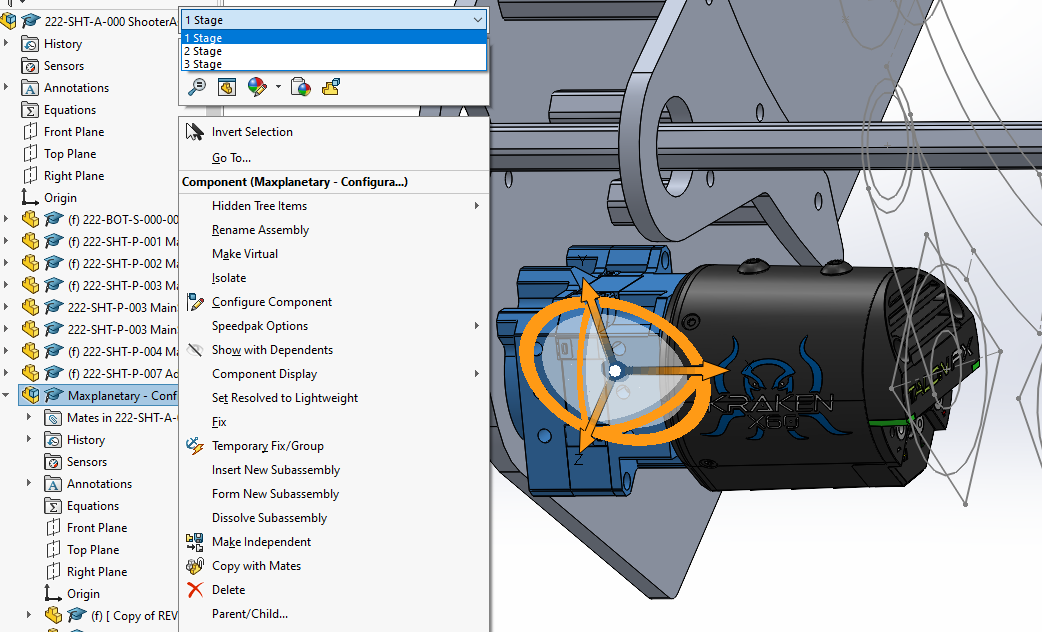 222-SHT-A-000 ShooterA
History
Sensors
Annotations
Equations
Front Plane
Top Plane
Right Plane
Origin
(f) 222-BOT-S-000-00
(f) 222-SHT-P-001 Mai
(f) 222-SHT-P-002 Mai
(f) 222-SHT-P-003 Mai
222-SHT-P-003 Main
222-SHT-P-003 Main
(f) 222-SHT-P-004 Mai
(f) 222-SHT-P-007 Ad
Maxplanetary - Conf
Mates in 222-SHT-A-
History
Sensors
Annotations
Equations
Front Plane
Top Plane
Right Plane
Origin
(f) [ Copy of REV
1 Stage
1 Stage
2 Stage
3 Stage
Invert Selection
Go To...
Component (Maxplanetary - Configura...)
Hidden Tree Items
Rename Assembly
Make Virtual
Isolate
Configure Component
Speedpak Options
Show with Dependents
Component Display
Set Resolved to Lightweight
Fix
Temporary Fix/Group
Insert New Subassembly
Form New Subassembly
Dissolve Subassembly
Make Independent
Copy with Mates
Delete
Parent/Child...
Y
Z
KRAKEN
X60